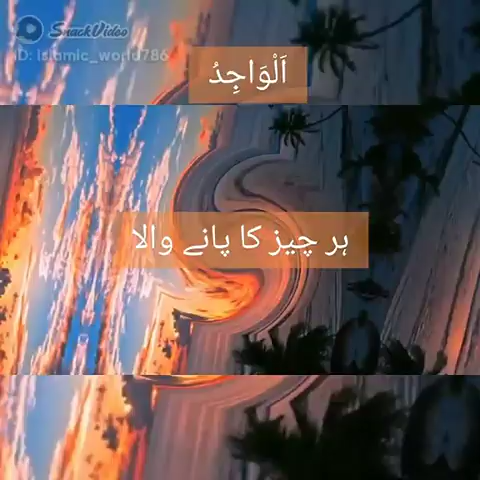 SnackVideo
ID: Islamic_world786
اَلْوَاجِدُ
ہر چیز کا پانے والا